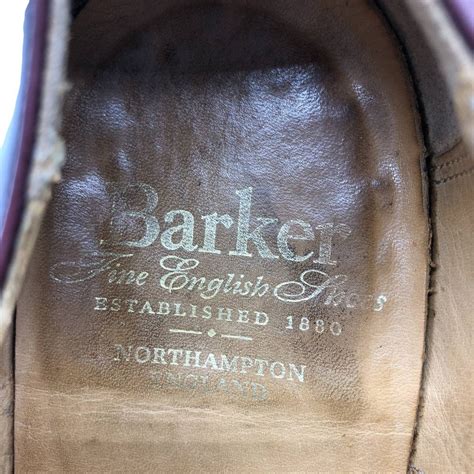 Barker
Fine English Shoes
ESTABLISHED 1880
NORTHAMPTON
ENGLAND